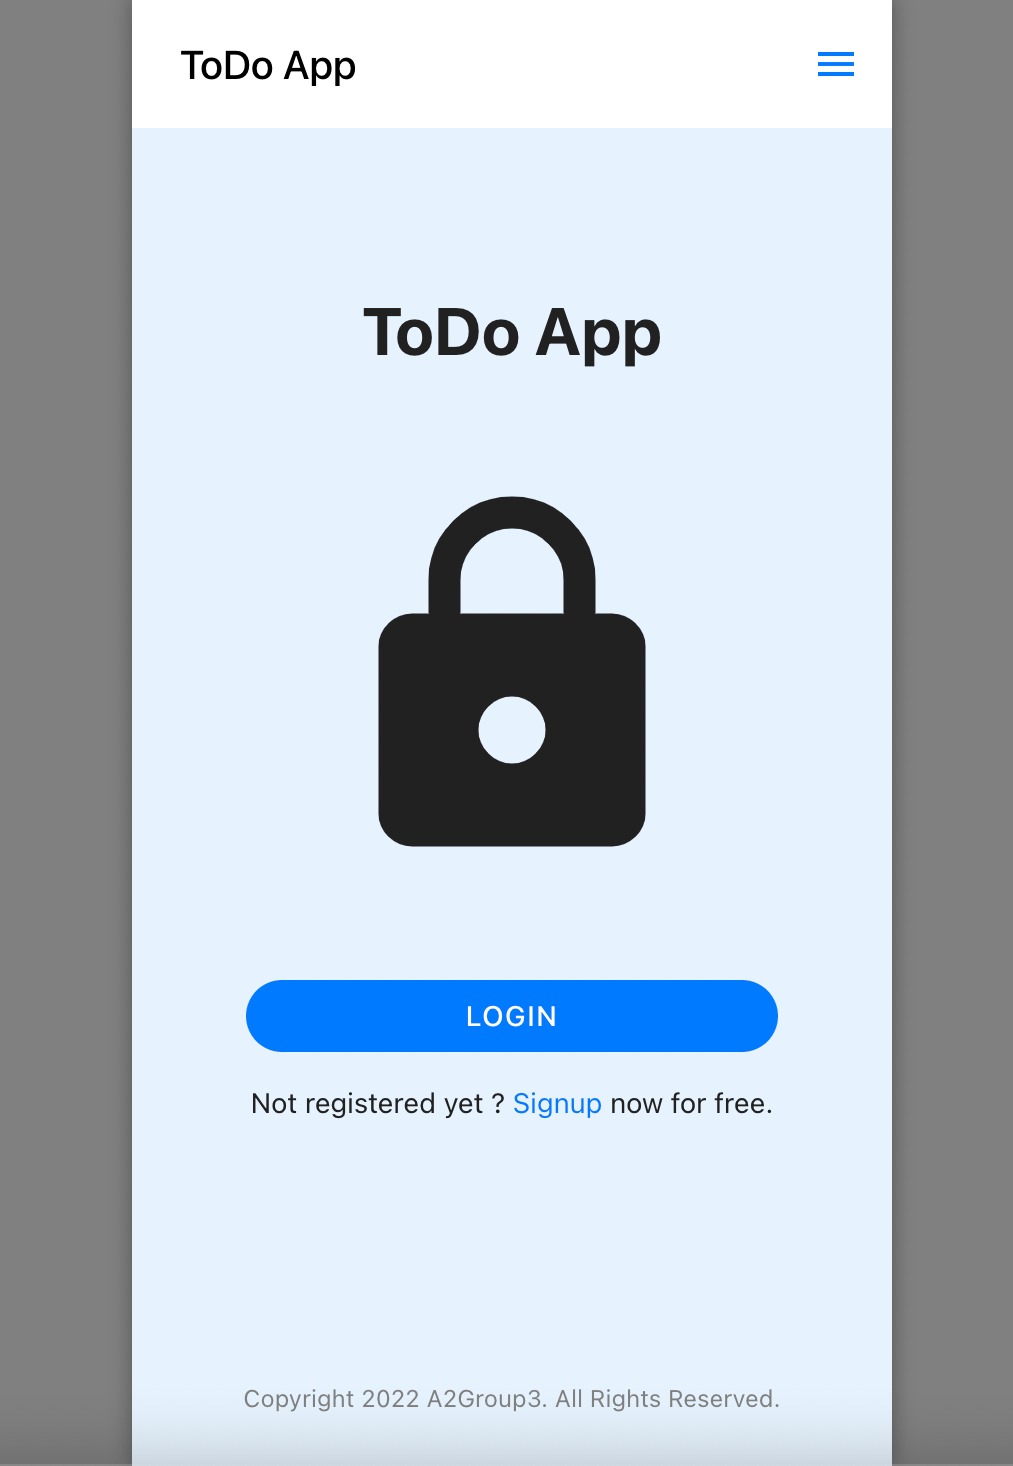 ToDo App
ToDo App
LOGIN
Not registered yet ? Signup now for free.
Copyright 2022 A2Group3. All Rights Reserved.